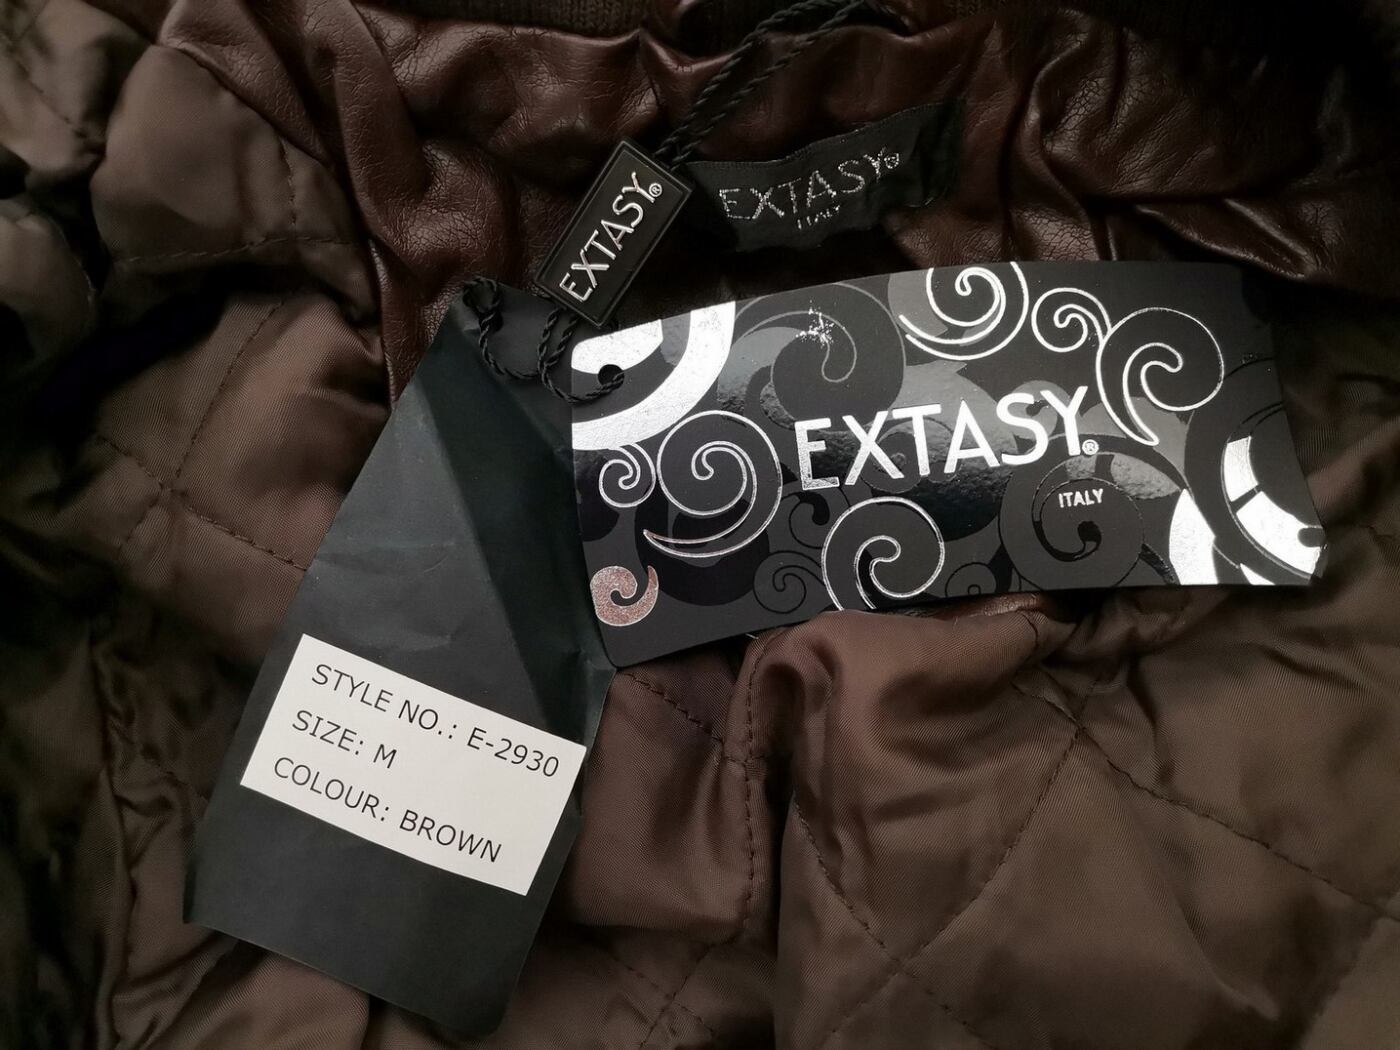 EXTASY®
ITALY
EXTASY®
EXTASY®
ITALY
STYLE NO.: E-2930
SIZE: M
COLOUR: BROWN